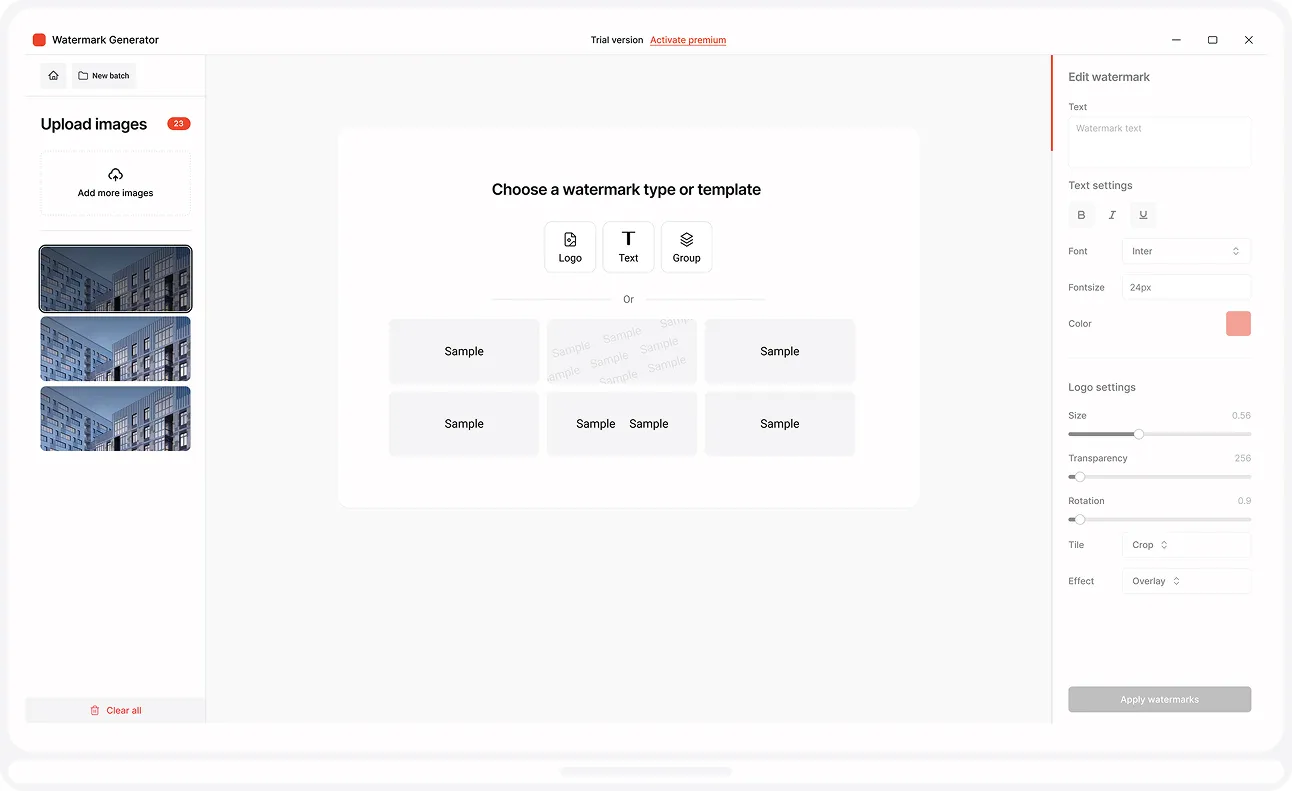 Watermark Generator
Trial version Activate premium
New batch
Upload images 23
Add more images
Clear all
Choose a watermark type or template
Logo Text Group
Or
Sample
Sample Sample Sample
Sample Sample Sample
ample Sample Sample
Sample
Sample
Sample Sample
Sample
Edit watermark
Text
Watermark text
Text settings
B I U
Font Inter
Fontsize 24px
Color
Logo settings
Size 0.56
Transparency 256
Rotation 0.9
Tile Crop
Effect Overlay
Apply watermarks